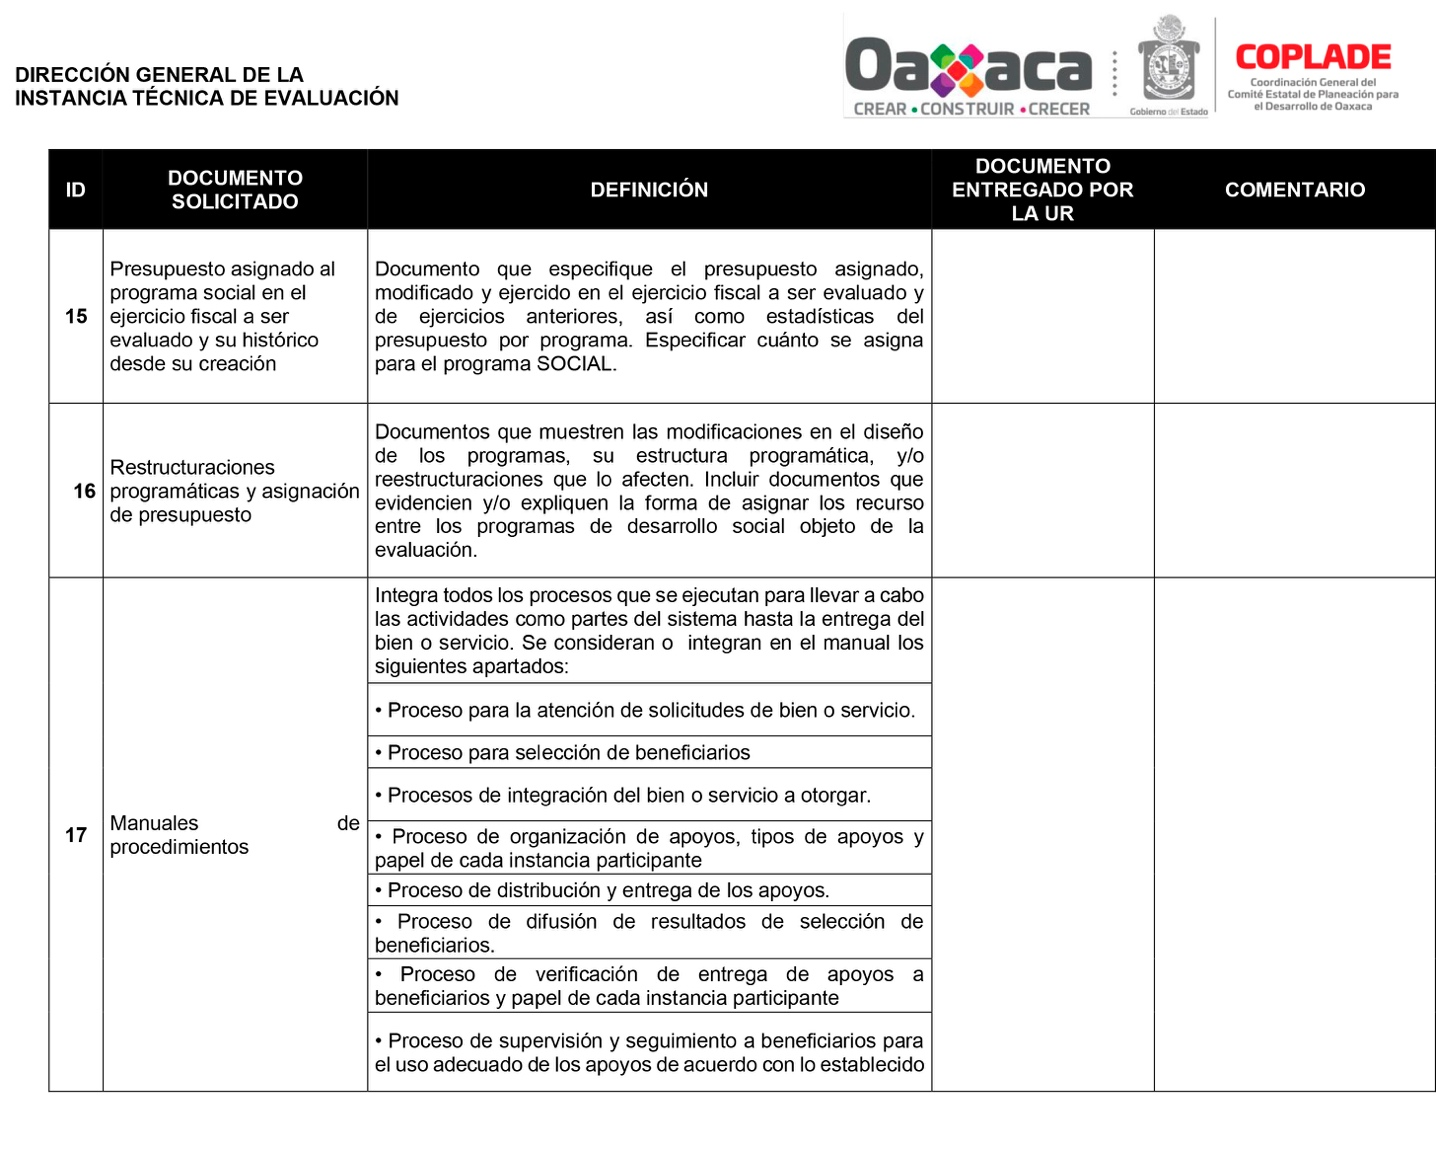 DIRECCIÓN GENERAL DE LA
INSTANCIA TÉCNICA DE EVALUACIÓN
Oaxaca
CREAR • CONSTRUIR • CRECER
Gobierno del Estado
COPLADE
Coordinación General del
Comité Estatal de Planeación para
el Desarrollo de Oaxaca
ID
DOCUMENTO
SOLICITADO
DEFINICIÓN
DOCUMENTO
ENTREGADO POR
LA UR
COMENTARIO
15
Presupuesto asignado al
programa social en el
ejercicio fiscal a ser
evaluado y su histórico
desde su creación
Documento que especifique el presupuesto asignado,
modificado y ejercido en el ejercicio fiscal a ser evaluado y
de ejercicios anteriores, así como estadísticas del
presupuesto por programa. Especificar cuánto se asigna
para el programa SOCIAL.
16
Restructuraciones
programáticas y asignación
de presupuesto
Documentos que muestren las modificaciones en el diseño
de los programas, su estructura programática, y/o
reestructuraciones que lo afecten. Incluir documentos que
evidencien y/o expliquen la forma de asignar los recurso
entre los programas de desarrollo social objeto de la
evaluación.
17
Manuales de
procedimientos
Integra todos los procesos que se ejecutan para llevar a cabo
las actividades como partes del sistema hasta la entrega del
bien o servicio. Se consideran o integran en el manual los
siguientes apartados:
• Proceso para la atención de solicitudes de bien o servicio.
• Proceso para selección de beneficiarios
• Procesos de integración del bien o servicio a otorgar.
• Proceso de organización de apoyos, tipos de apoyos y
papel de cada instancia participante
• Proceso de distribución y entrega de los apoyos.
• Proceso de difusión de resultados de selección de
beneficiarios.
• Proceso de verificación de entrega de apoyos a
beneficiarios y papel de cada instancia participante
• Proceso de supervisión y seguimiento a beneficiarios para
el uso adecuado de los apoyos de acuerdo con lo establecido